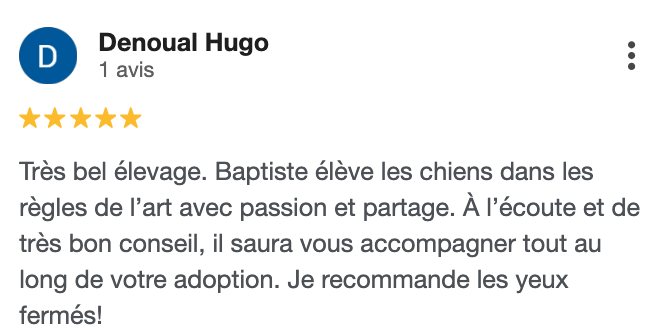 D
Denoual Hugo
1 avis
Très bel élevage. Baptiste élève les chiens dans les
règles de l’art avec passion et partage. À l’écoute et de
très bon conseil, il saura vous accompagner tout au
long de votre adoption. Je recommande les yeux
fermés!